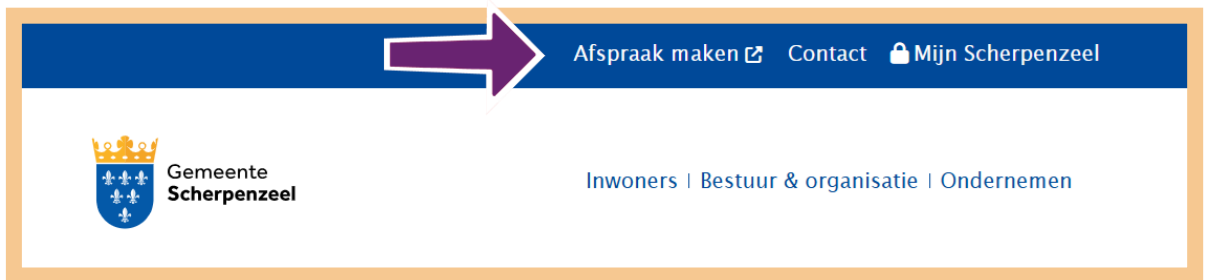 Afspraak maken Contact Mijn Scherpenzeel
Gemeente
Scherpenzeel
Inwoners | Bestuur & organisatie | Ondernemen